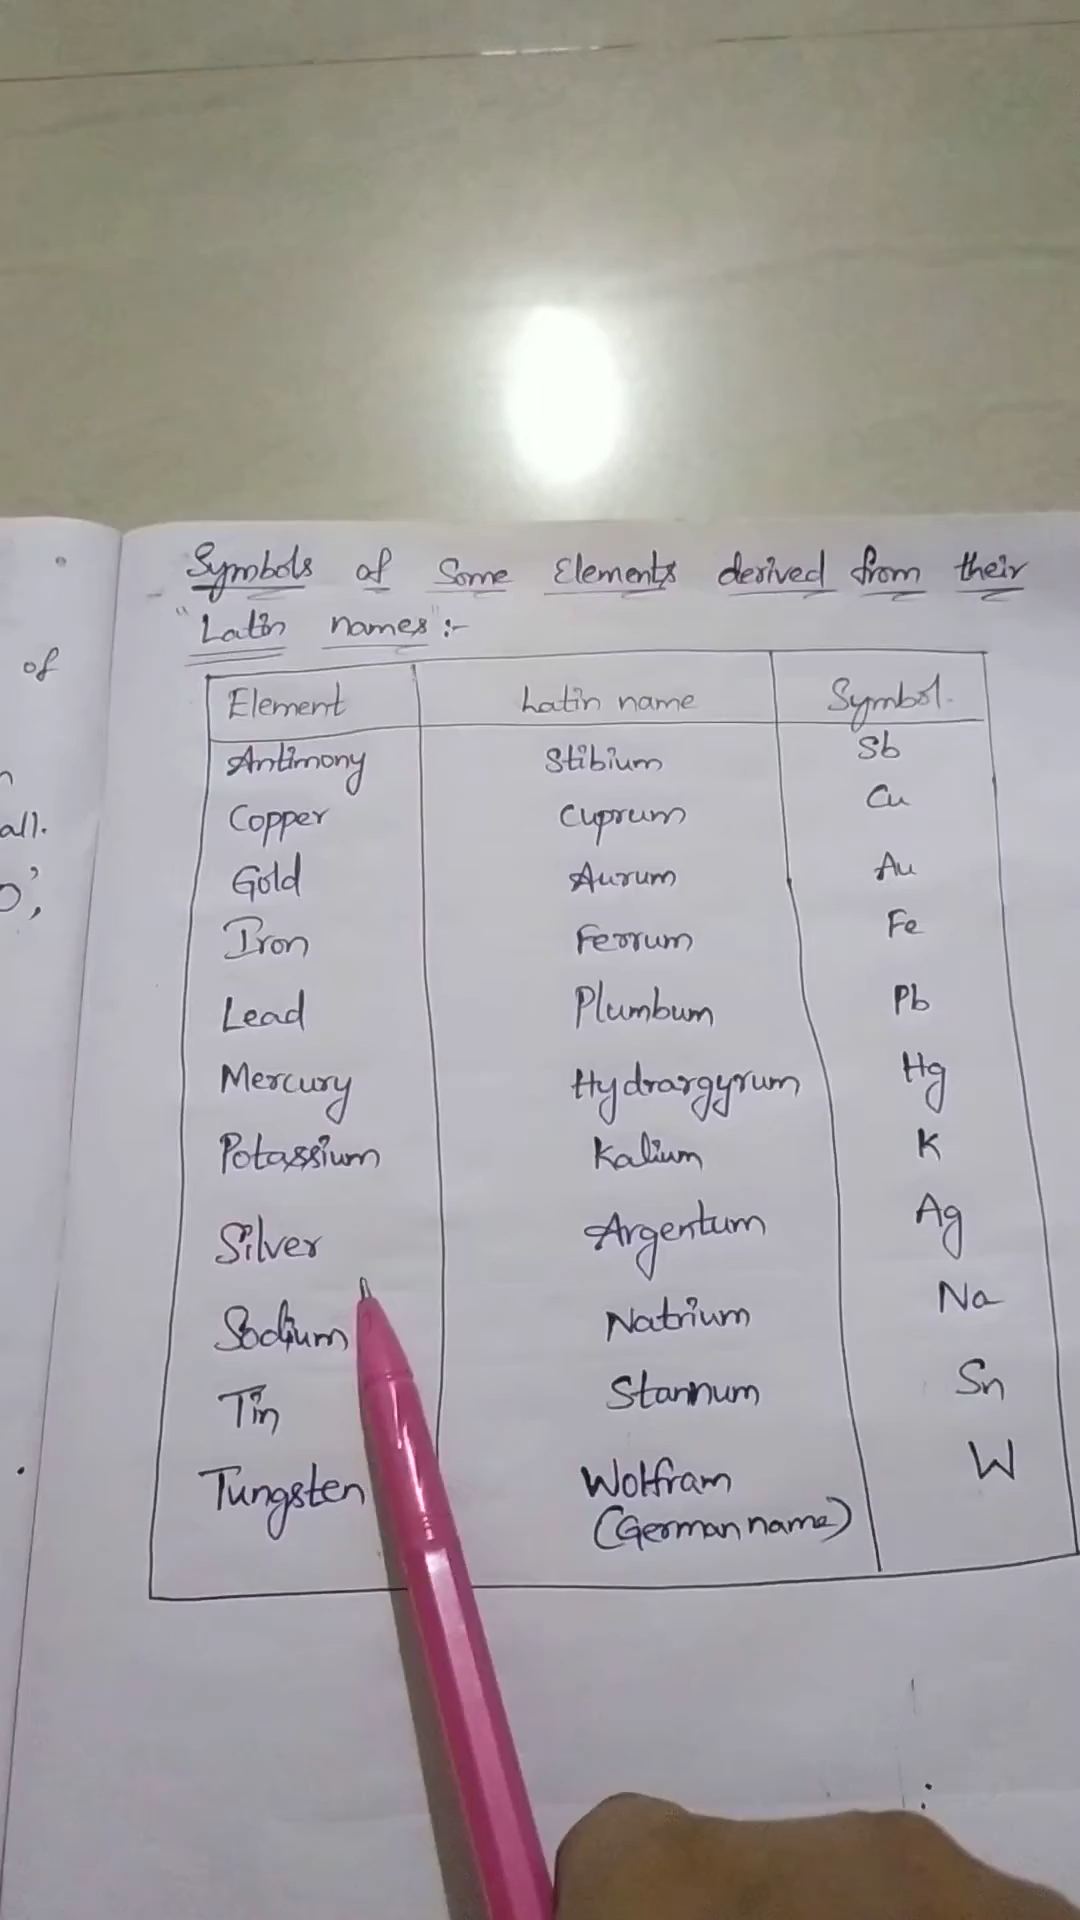 Symbols of Some Elements derived from their
"Latin names":-
Element Latin name Symbol.
Antimony Stibium Sb
Copper Cuprum Cu
Gold Aurum Au
Iron Ferrum Fe
Lead Plumbum Pb
Mercury Hydrargyrum Hg
Potassium Kalium K
Silver Argentum Ag
Sodium Natrium Na
Tin Stannum Sn
Tungsten Wolfram W
(German name)
of
all.